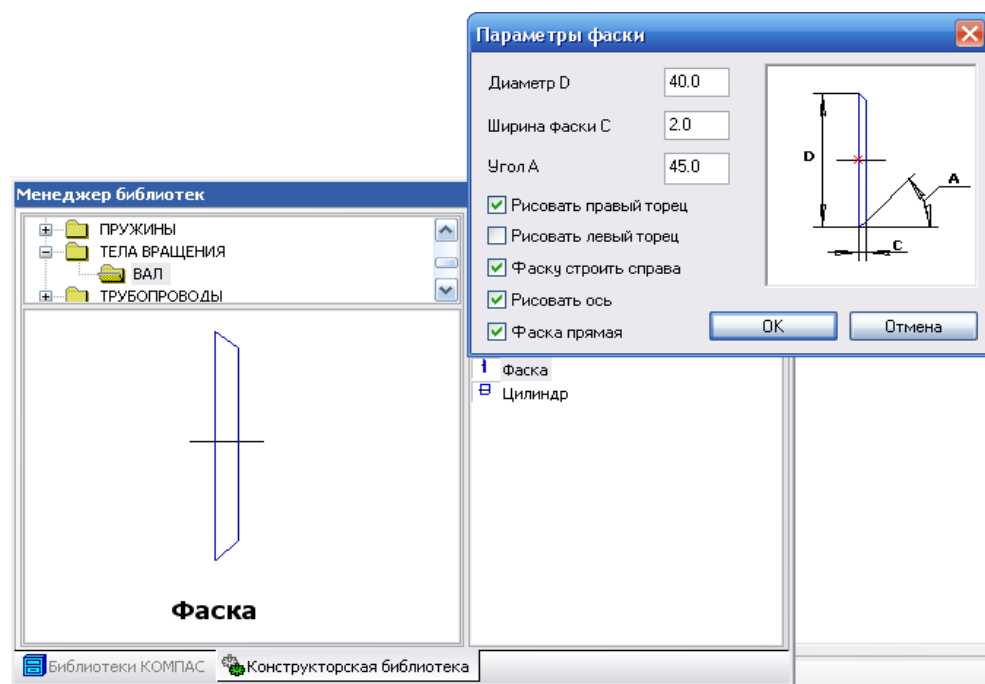 Параметры фаски
Диаметр D
40.0
Ширина фаски C
2.0
Угол A
45.0
Рисовать правый торец
Рисовать левый торец
Фаску строить справа
Рисовать ось
Фаска прямая
D
A
C
OK
Отмена
Менеджер библиотек
ПРУЖИНЫ
ТЕЛА ВРАЩЕНИЯ
ВАЛ
ТРУБОПРОВОДЫ
Фаска
Фаска
Цилиндр
Библиотеки КОМПАС
Конструкторская библиотека